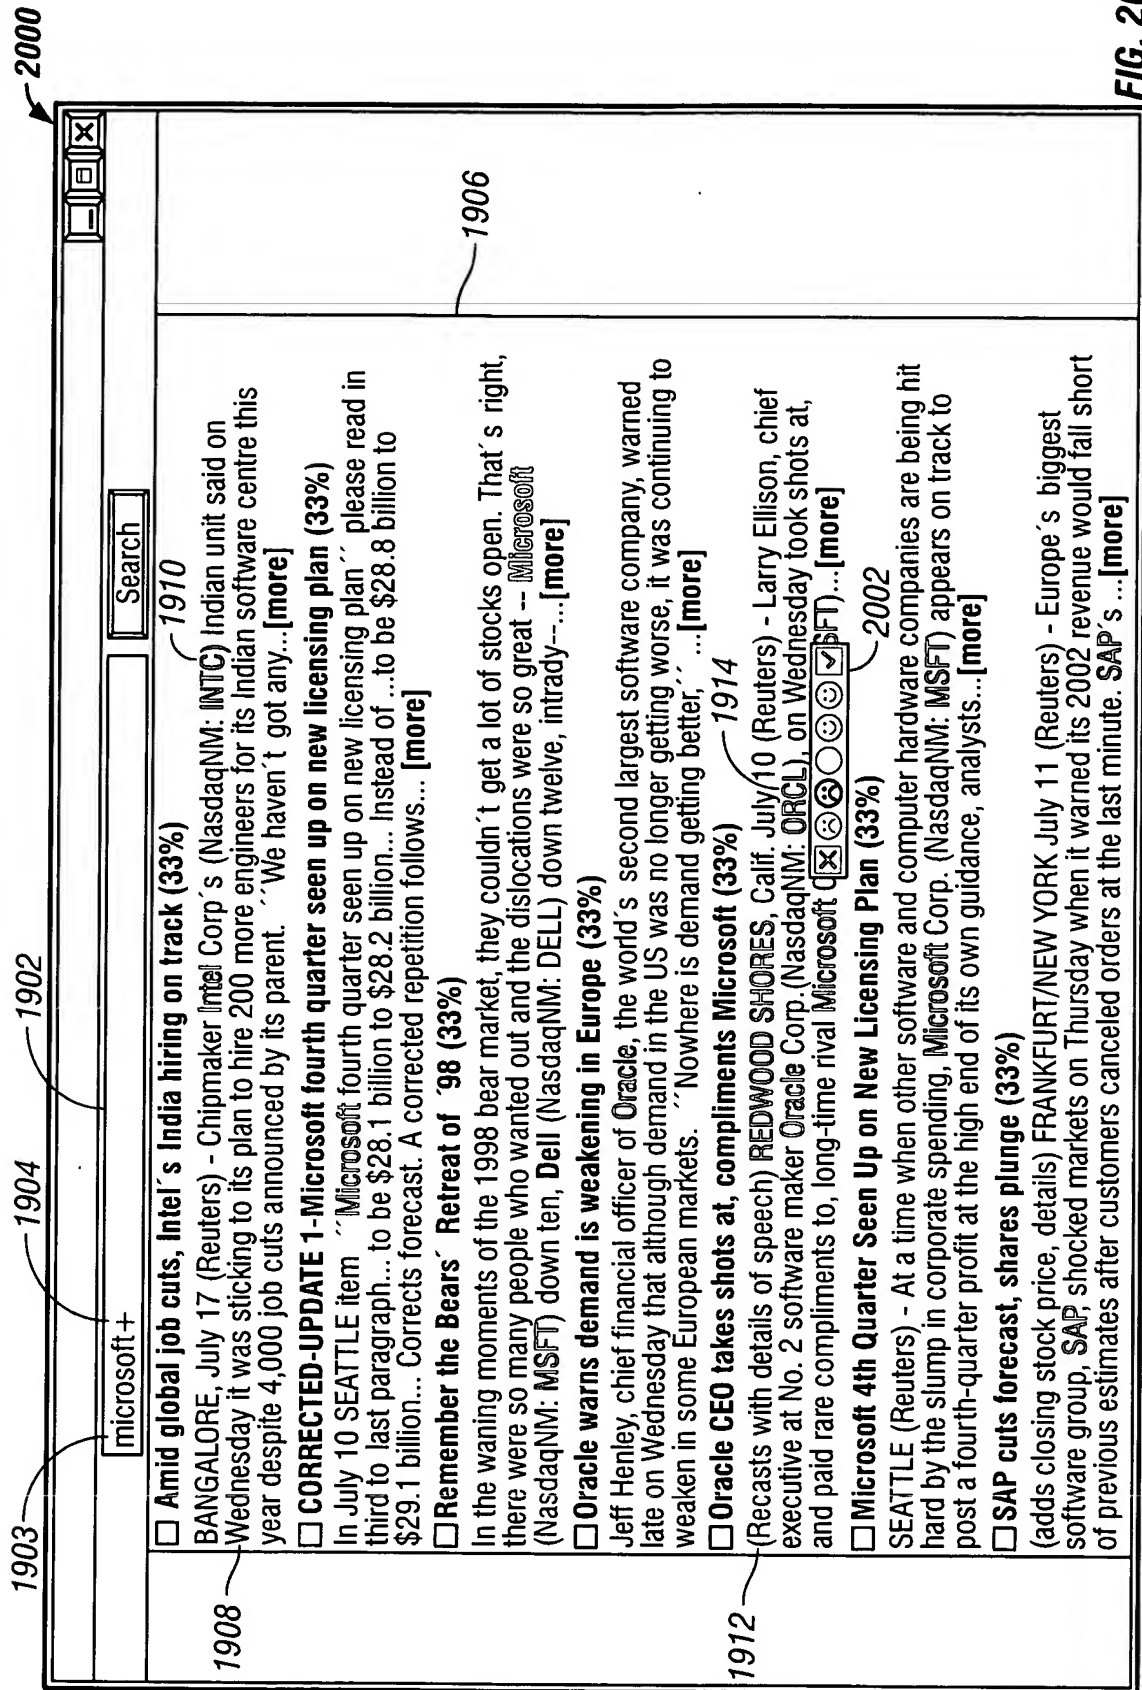 2000
1903
1904
1902
microsoft+
Search
1910
☐ Amid global job cuts, Intel´s India hiring on track (33%)
BANGALORE, July 17 (Reuters) - Chipmaker Intel Corp´s (NasdaqNM: INTC) Indian unit said on
1908
Wednesday it was sticking to its plan to hire 200 more engineers for its Indian software centre this
year despite 4,000 job cuts announced by its parent. ´´We haven´t got any...[more]
☐ CORRECTED-UPDATE 1-Microsoft fourth quarter seen up on new licensing plan (33%)
In July 10 SEATTLE item ´´Microsoft fourth quarter seen up on new licensing plan´´ please read in
third to last paragraph... to be $28.1 billion to $28.2 billion... Instead of ...to be $28.8 billion to
$29.1 billion... Corrects forecast. A corrected repetition follows... [more]
1906
☐ Remember the Bears´ Retreat of ´98 (33%)
In the waning moments of the 1998 bear market, they couldn´t get a lot of stocks open. That´s right,
there were so many people who wanted out and the dislocations were so great -- Microsoft
(NasdaqNM: MSFT) down ten, Dell (NasdaqNM: DELL) down twelve, intrady--...[more]
☐ Oracle warns demand is weakening in Europe (33%)
Jeff Henley, chief financial officer of Oracle, the world´s second largest software company, warned
late on Wednesday that although demand in the US was no longer getting worse, it was continuing to
weaken in some European markets. ´´Nowhere is demand getting better,´´ ...[more]
1914
☐ Oracle CEO takes shots at, compliments Microsoft (33%)
1912
(Recasts with details of speech) REDWOOD SHORES, Calif. July 10 (Reuters) - Larry Ellison, chief
executive at No. 2 software maker Oracle Corp. (NasdaqNM: ORCL), on Wednesday took shots at,
and paid rare compliments to, long-time rival Microsoft C SFT)...[more]
2002
☐ Microsoft 4th Quarter Seen Up on New Licensing Plan (33%)
SEATTLE (Reuters) - At a time when other software and computer hardware companies are being hit
hard by the slump in corporate spending, Microsoft Corp. (NasdaqNM: MSFT) appears on track to
post a fourth-quarter profit at the high end of its own guidance, analysts...[more]
☐ SAP cuts forecast, shares plunge (33%)
(adds closing stock price, details) FRANKFURT/NEW YORK July 11 (Reuters) - Europe´s biggest
software group, SAP, shocked markets on Thursday when it warned its 2002 revenue would fall short
of previous estimates after customers canceled orders at the last minute. SAP´s ...[more]
FIG.